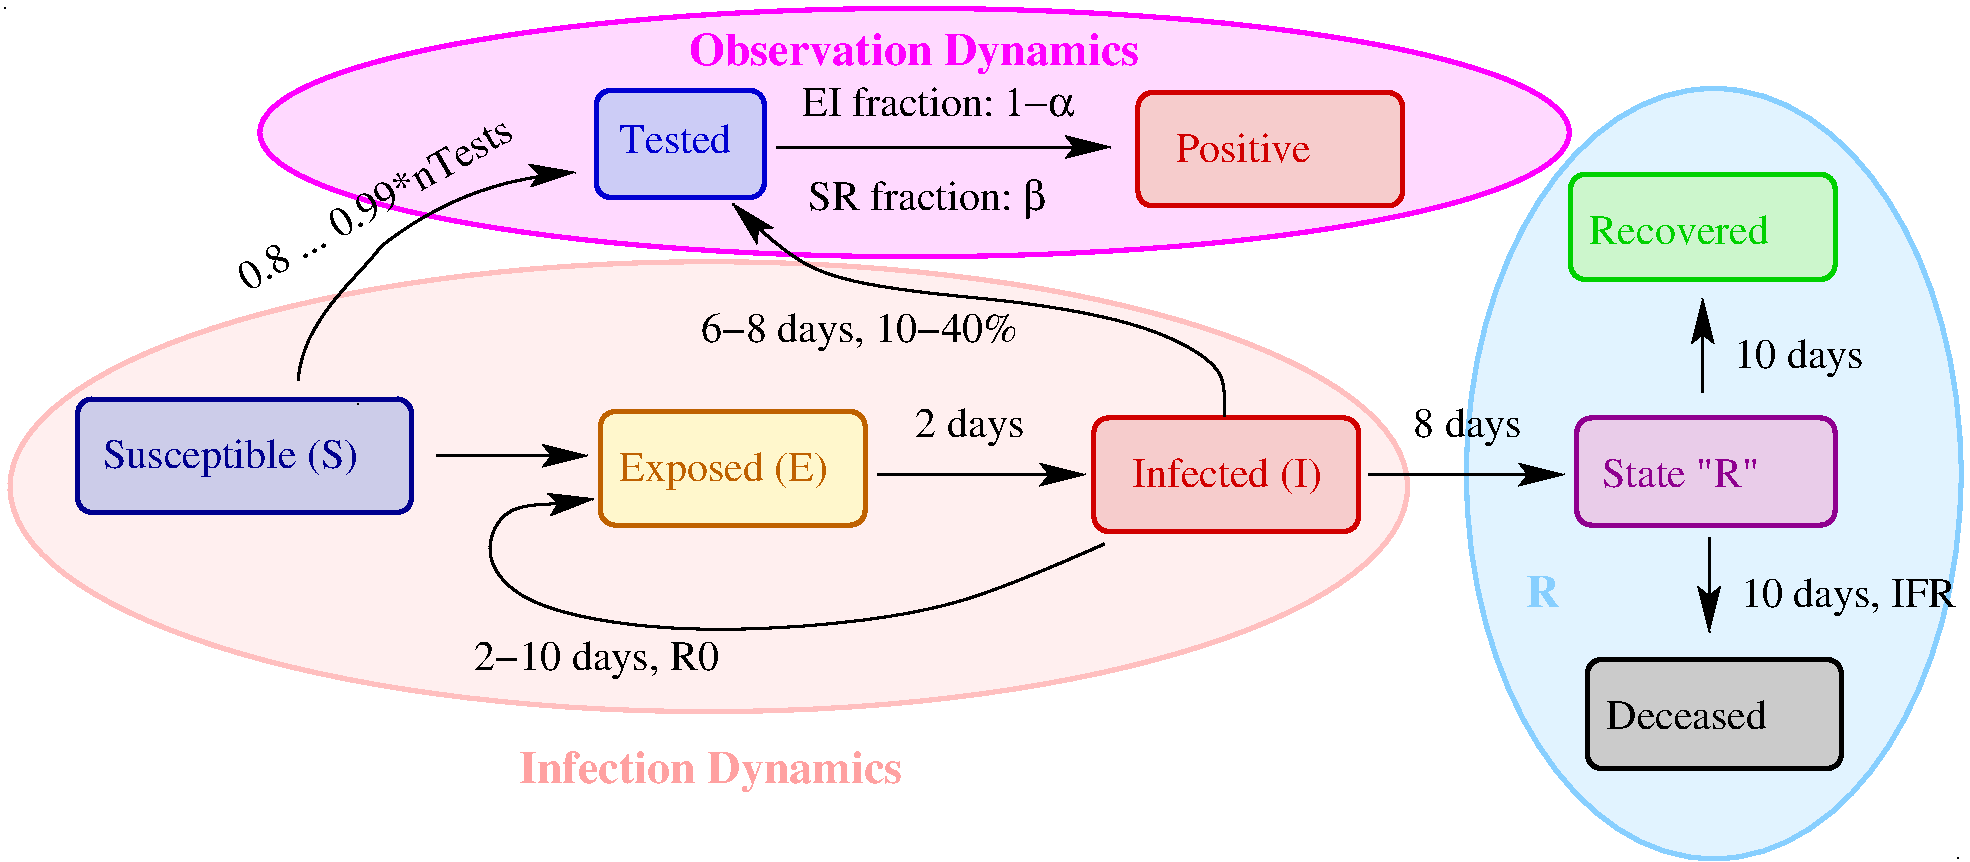 Observation Dynamics
EI fraction: 1−α
Tested
Positive
0.8 ... 0.99*nTests
SR fraction: β
Recovered
6−8 days, 10−40%
10 days
2 days
8 days
Susceptible (S)
Exposed (E)
Infected (I)
State "R"
R
10 days, IFR
2−10 days, R0
Deceased
Infection Dynamics